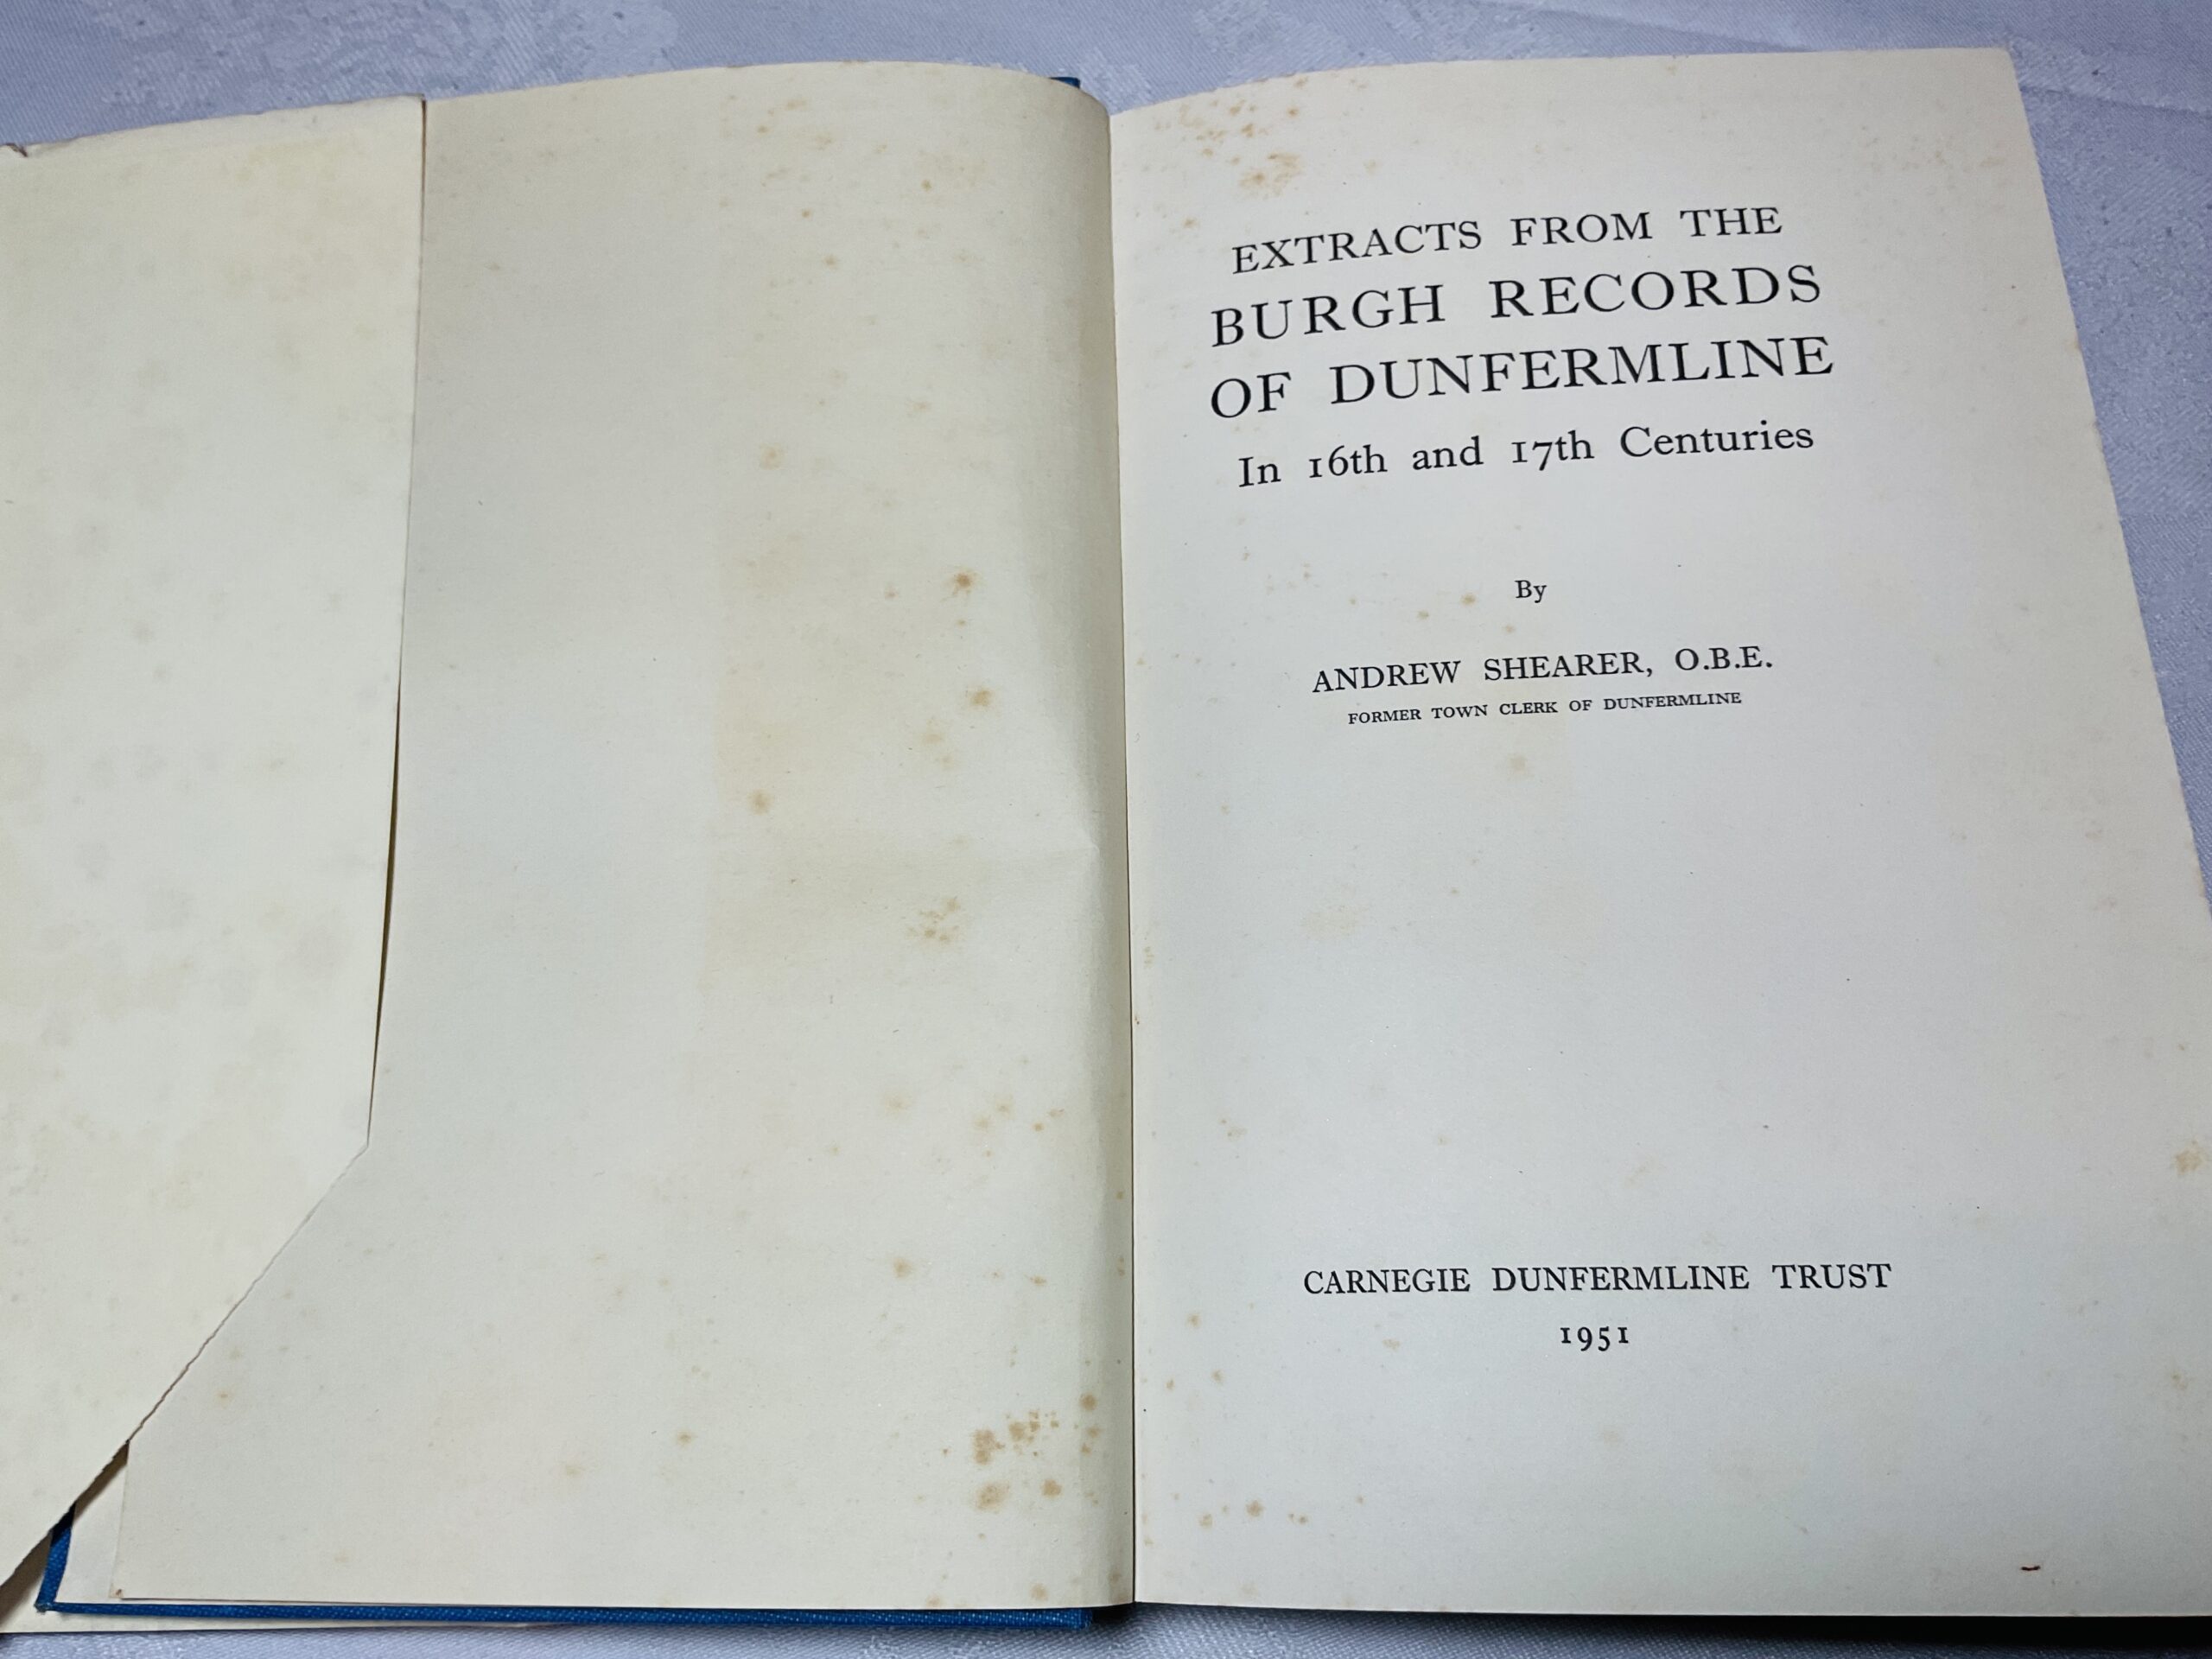 EXTRACTS FROM THE
BURGH RECORDS
OF DUNFERMLINE
In 16th and 17th Centuries
By
ANDREW SHEARER, O.B.E.
FORMER TOWN CLERK OF DUNFERMLINE
CARNEGIE DUNFERMLINE TRUST
1951